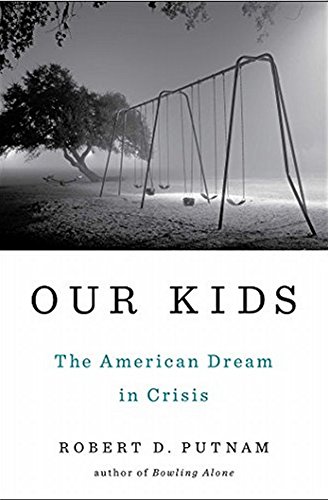 OUR KIDS
The American Dream
in Crisis
ROBERT D. PUTNAM
author of Bowling Alone